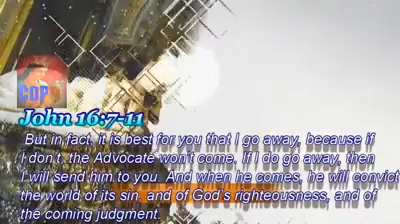 CDP
John 16:7-11
But in fact, it is best for you that I go away, because if
I don't, the Advocate won't come. If I do go away, then
I will send him to you. And when he comes, he will convict
the world of its sin, and of God's righteousness, and of
the coming judgment.